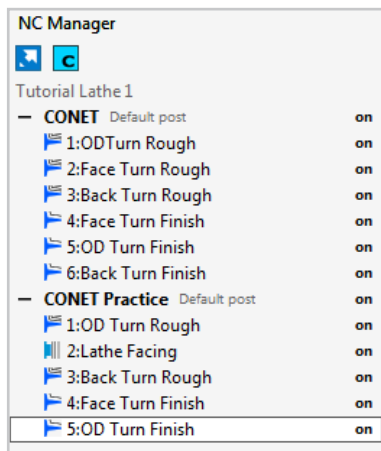 NC Manager
C
Tutorial Lathe 1
CONET Default post on
1:ODTurn Rough on
2:Face Turn Rough on
3:Back Turn Rough on
4:Face Turn Finish on
5:OD Turn Finish on
6:Back Turn Finish on
CONET Practice Default post on
1:OD Turn Rough on
2:Lathe Facing on
3:Back Turn Rough on
4:Face Turn Finish on
5:OD Turn Finish on